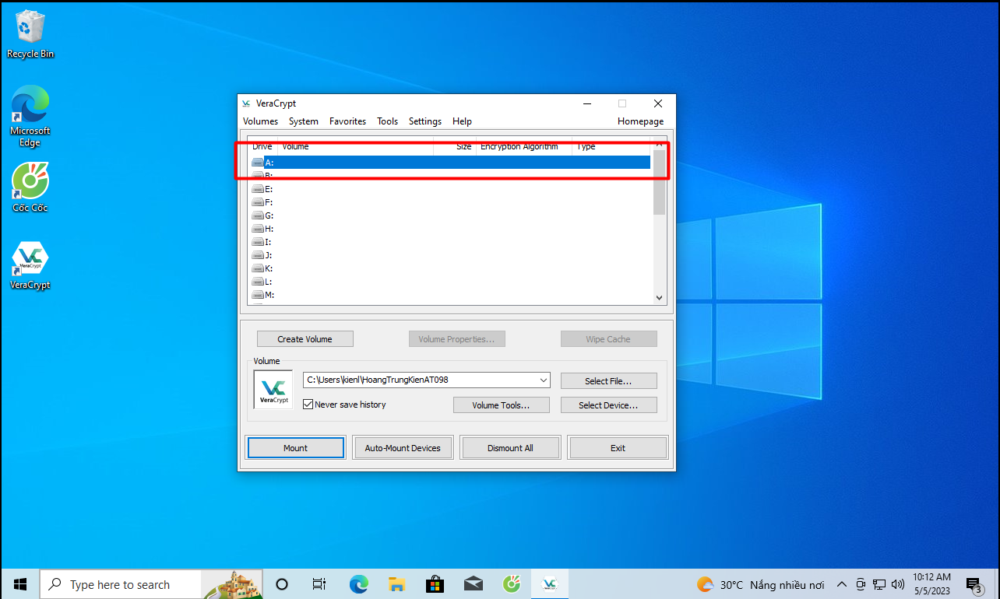 Recycle Bin
Microsoft
Edge
Cốc Cốc
VeraCrypt
VeraCrypt
VeraCrypt
Volumes System Favorites Tools Settings Help Homepage
Drive Volume Size Encryption Algorithm Type
A:
B:
E:
F:
G:
H:
I:
J:
K:
L:
M:
Create Volume Volume Properties... Wipe Cache
Volume
VeraCrypt
C:\Users\kienl\HoangTrungKienAT098 Select File...
Never save history Volume Tools... Select Device...
Mount Auto-Mount Devices Dismount All Exit
Type here to search
VeraCrypt
30°C Nắng nhiều nơi
10:12 AM
5/5/2023
3